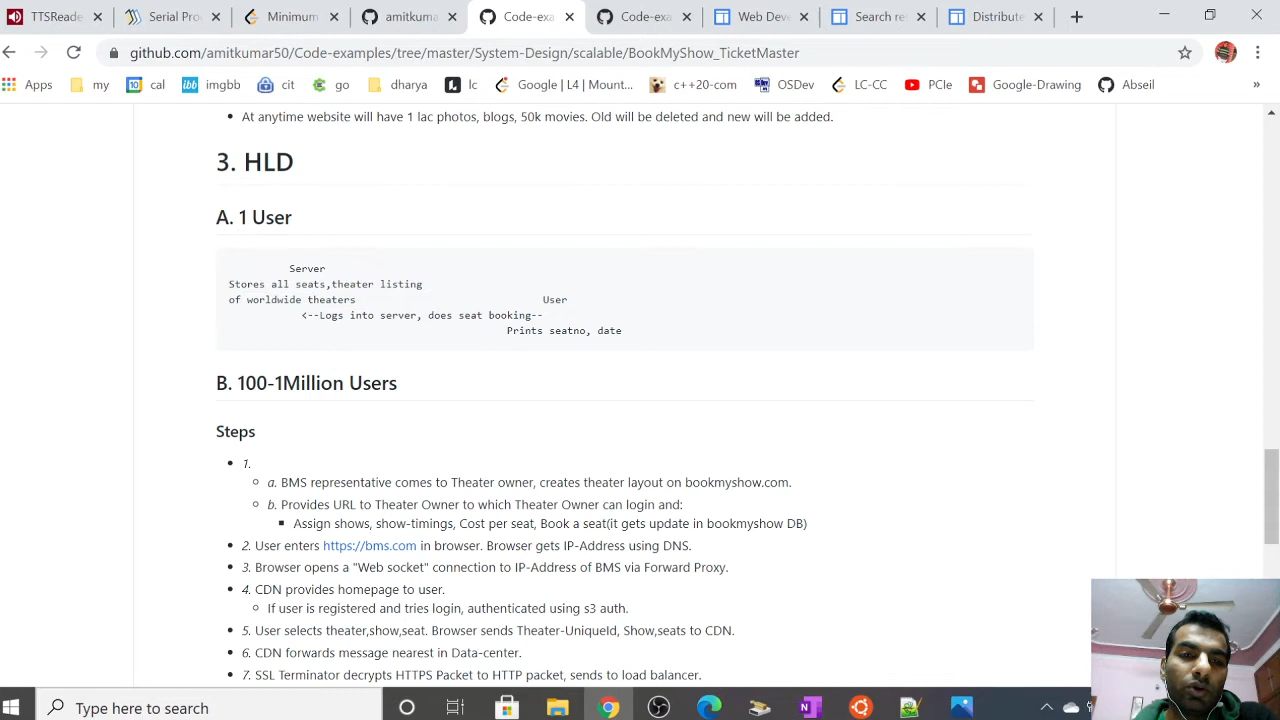 TTSReade
Serial Pro
Minimum
amitkuma
Code-exa
Code-exa
Web Dev
Search re
Distribute
github.com/amitkumar50/Code-examples/tree/master/System-Design/scalable/BookMyShow_TicketMaster
Apps
my
cal
imgbb
cit
go
dharya
lc
Google | L4 | Mount...
c++20-com
OSDev
LC-CC
PCIe
Google-Drawing
Abseil
»
At anytime website will have 1 lac photos, blogs, 50k movies. Old will be deleted and new will be added.
3. HLD
A. 1 User
Server
Stores all seats,theater listing
of worldwide theaters User
<--Logs into server, does seat booking--
Prints seatno, date
B. 100-1Million Users
Steps
1.
a. BMS representative comes to Theater owner, creates theater layout on bookmyshow.com.
b. Provides URL to Theater Owner to which Theater Owner can login and:
Assign shows, show-timings, Cost per seat, Book a seat(it gets update in bookmyshow DB)
2. User enters https://bms.com in browser. Browser gets IP-Address using DNS.
3. Browser opens a "Web socket" connection to IP-Address of BMS via Forward Proxy.
4. CDN provides homepage to user.
If user is registered and tries login, authenticated using s3 auth.
5. User selects theater,show,seat. Browser sends Theater-UniqueId, Show,seats to CDN.
6. CDN forwards message nearest in Data-center.
7. SSL Terminator decrypts HTTPS Packet to HTTP packet, sends to load balancer.
Type here to search